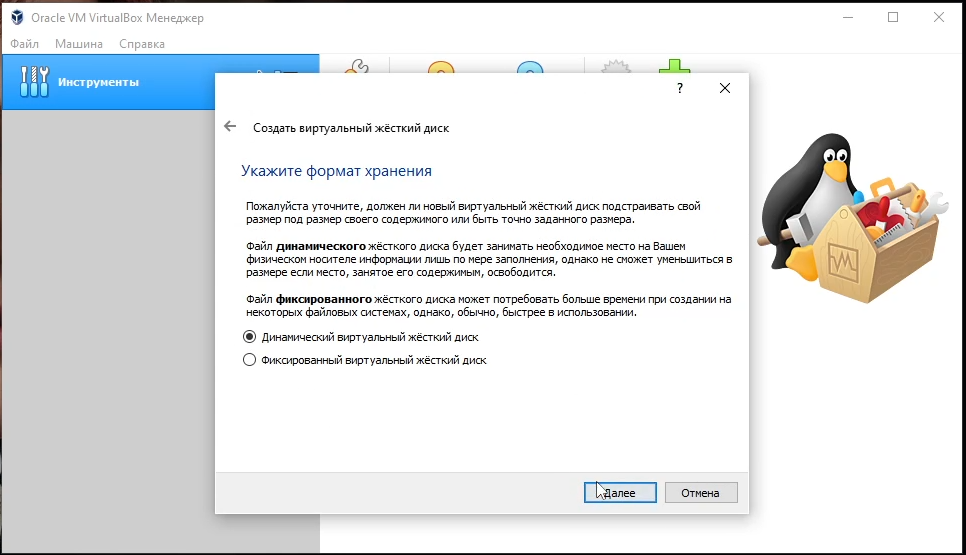 Oracle VM VirtualBox Менеджер
Файл Машина Справка
Инструменты
?
Создать виртуальный жёсткий диск
Укажите формат хранения
Пожалуйста уточните, должен ли новый виртуальный жёсткий диск подстраивать свой
размер под размер своего содержимого или быть точно заданного размера.
Файл динамического жёсткого диска будет занимать необходимое место на Вашем
физическом носителе информации лишь по мере заполнения, однако не сможет уменьшиться в
размере если место, занятое его содержимым, освободится.
Файл фиксированного жёсткого диска может потребовать больше времени при создании на
некоторых файловых системах, однако, обычно, быстрее в использовании.
Динамический виртуальный жёсткий диск
Фиксированный виртуальный жёсткий диск
Далее Отмена